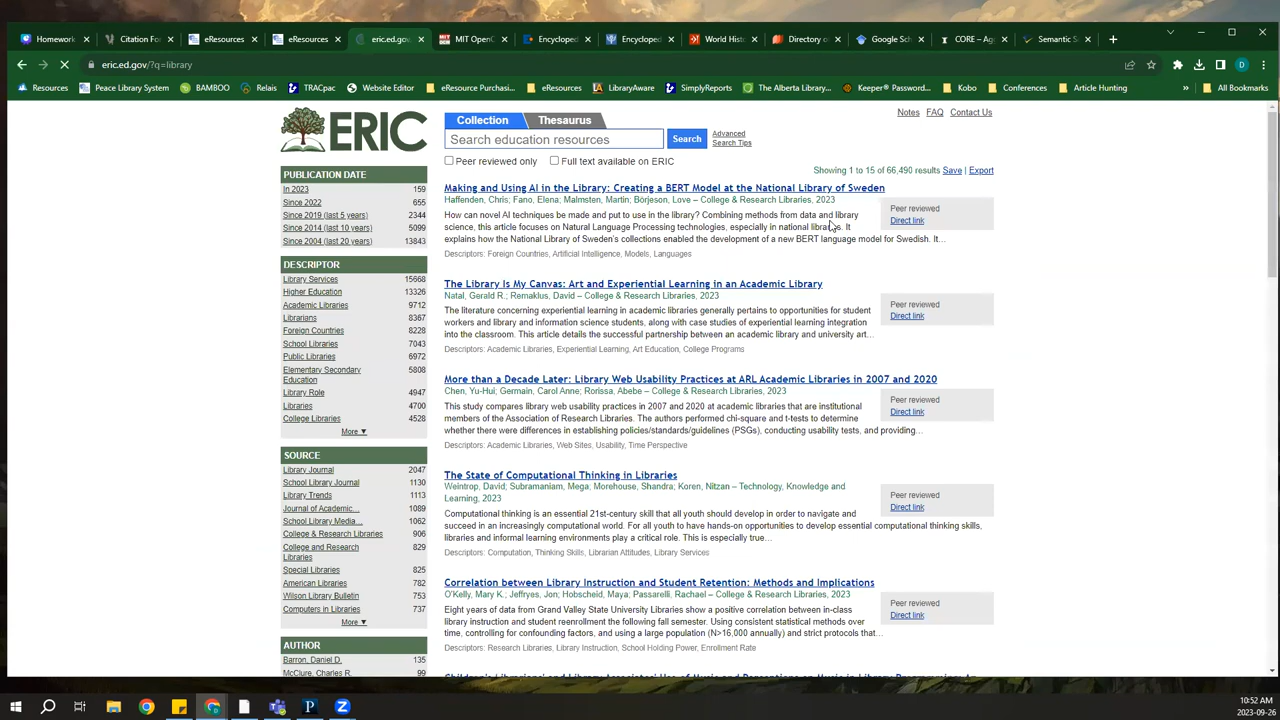 Homework
Citation Fo
eResources
eResources
eric.ed.gov
MIT OpenC
Encycloped
Encycloped
World Hist
Directory o
Google Sch
CORE – Ag
Semantic S
eric.ed.gov/?q=library
Resources
Peace Library System
BAMBOO
Relais
TRACpac
Website Editor
eResource Purchasi...
eResources
LibraryAware
SimplyReports
The Alberta Library...
Keeper® Password...
Kobo
Conferences
Article Hunting
»
All Bookmarks
ERIC
Collection
Thesaurus
Notes FAQ Contact Us
Search education resources
Search
Advanced
Search Tips
Peer reviewed only
Full text available on ERIC
Showing 1 to 15 of 66,490 results Save | Export
PUBLICATION DATE
In 2023 159
Since 2022 655
Since 2019 (last 5 years) 2344
Since 2014 (last 10 years) 5099
Since 2004 (last 20 years) 13843
DESCRIPTOR
Library Services 15668
Higher Education 13326
Academic Libraries 9712
Librarians 8367
Foreign Countries 8228
School Libraries 7043
Public Libraries 6972
Elementary Secondary 5808
Education
Library Role 4947
Libraries 4700
College Libraries 4528
More ▼
SOURCE
Library Journal 2047
School Library Journal 1130
Library Trends 1113
Journal of Academic... 1089
School Library Media... 1062
College & Research Libraries 906
College and Research 829
Libraries
Special Libraries 825
American Libraries 782
Wilson Library Bulletin 753
Computers in Libraries 737
More ▼
AUTHOR
Barron, Daniel D. 135
McClure, Charles R. 99
Making and Using AI in the Library: Creating a BERT Model at the National Library of Sweden
Haffenden, Chris; Fano, Elena; Malmsten, Martin; Börjeson, Love – College & Research Libraries, 2023
Peer reviewed
Direct link
How can novel AI techniques be made and put to use in the library? Combining methods from data and library
science, this article focuses on Natural Language Processing technologies, especially in national libraries. It
explains how the National Library of Sweden's collections enabled the development of a new BERT language model for Swedish. It...
Descriptors: Foreign Countries, Artificial Intelligence, Models, Languages
The Library Is My Canvas: Art and Experiential Learning in an Academic Library
Natal, Gerald R.; Remaklus, David – College & Research Libraries, 2023
Peer reviewed
Direct link
The literature concerning experiential learning in academic libraries generally pertains to opportunities for student
workers and library and information science students, along with case studies of experiential learning integration
into the classroom. This article details the successful partnership between an academic library and university art...
Descriptors: Academic Libraries, Experiential Learning, Art Education, College Programs
More than a Decade Later: Library Web Usability Practices at ARL Academic Libraries in 2007 and 2020
Chen, Yu-Hui; Germain, Carol Anne; Rorissa, Abebe – College & Research Libraries, 2023
Peer reviewed
Direct link
This study compares library web usability practices in 2007 and 2020 at academic libraries that are institutional
members of the Association of Research Libraries. The authors performed chi-square and t-tests to determine
whether there were differences in establishing policies/standards/guidelines (PSGs), conducting usability tests, and providing...
Descriptors: Academic Libraries, Web Sites, Usability, Time Perspective
The State of Computational Thinking in Libraries
Weintrop, David; Subramaniam, Mega; Morehouse, Shandra; Koren, Nitzan – Technology, Knowledge and
Learning, 2023
Peer reviewed
Direct link
Computational thinking is an essential 21st-century skill that all youth should develop in order to navigate and
succeed in an increasingly computational world. For all youth to have hands-on opportunities to develop essential computational thinking skills,
libraries and informal learning environments play a critical role. This is especially true...
Descriptors: Computation, Thinking Skills, Librarian Attitudes, Library Services
Correlation between Library Instruction and Student Retention: Methods and Implications
O'Kelly, Mary K.; Jeffryes, Jon; Hobscheid, Maya; Passarelli, Rachael – College & Research Libraries, 2023
Peer reviewed
Direct link
Eight years of data from Grand Valley State University Libraries show a positive correlation between in-class
library instruction and student reenrollment the following fall semester. Using consistent statistical methods over
time, controlling for confounding factors, and using a large population (N>16,000 annually) and strict protocols that...
Descriptors: Research Libraries, Library Instruction, School Holding Power, Enrollment Rate
10:52 AM
2023-09-26